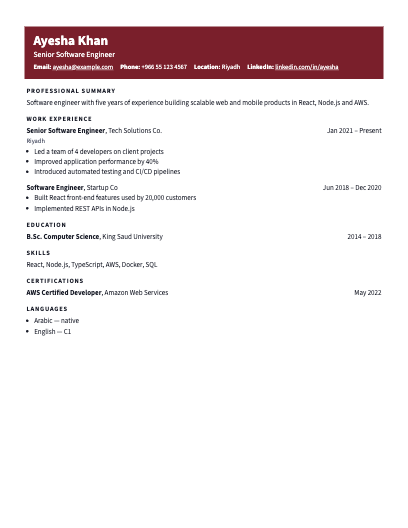 Ayesha Khan
Senior Software Engineer
Email: ayesha@example.com Phone: +966 55 123 4567 Location: Riyadh LinkedIn: linkedin.com/in/ayesha
PROFESSIONAL SUMMARY
Software engineer with five years of experience building scalable web and mobile products in React, Node.js and AWS.
WORK EXPERIENCE
Senior Software Engineer, Tech Solutions Co. Jan 2021 – Present
Riyadh
• Led a team of 4 developers on client projects
• Improved application performance by 40%
• Introduced automated testing and CI/CD pipelines
Software Engineer, Startup Co Jun 2018 – Dec 2020
• Built React front-end features used by 20,000 customers
• Implemented REST APIs in Node.js
EDUCATION
B.Sc. Computer Science, King Saud University 2014 – 2018
SKILLS
React, Node.js, TypeScript, AWS, Docker, SQL
CERTIFICATIONS
AWS Certified Developer, Amazon Web Services May 2022
LANGUAGES
• Arabic — native
• English — C1